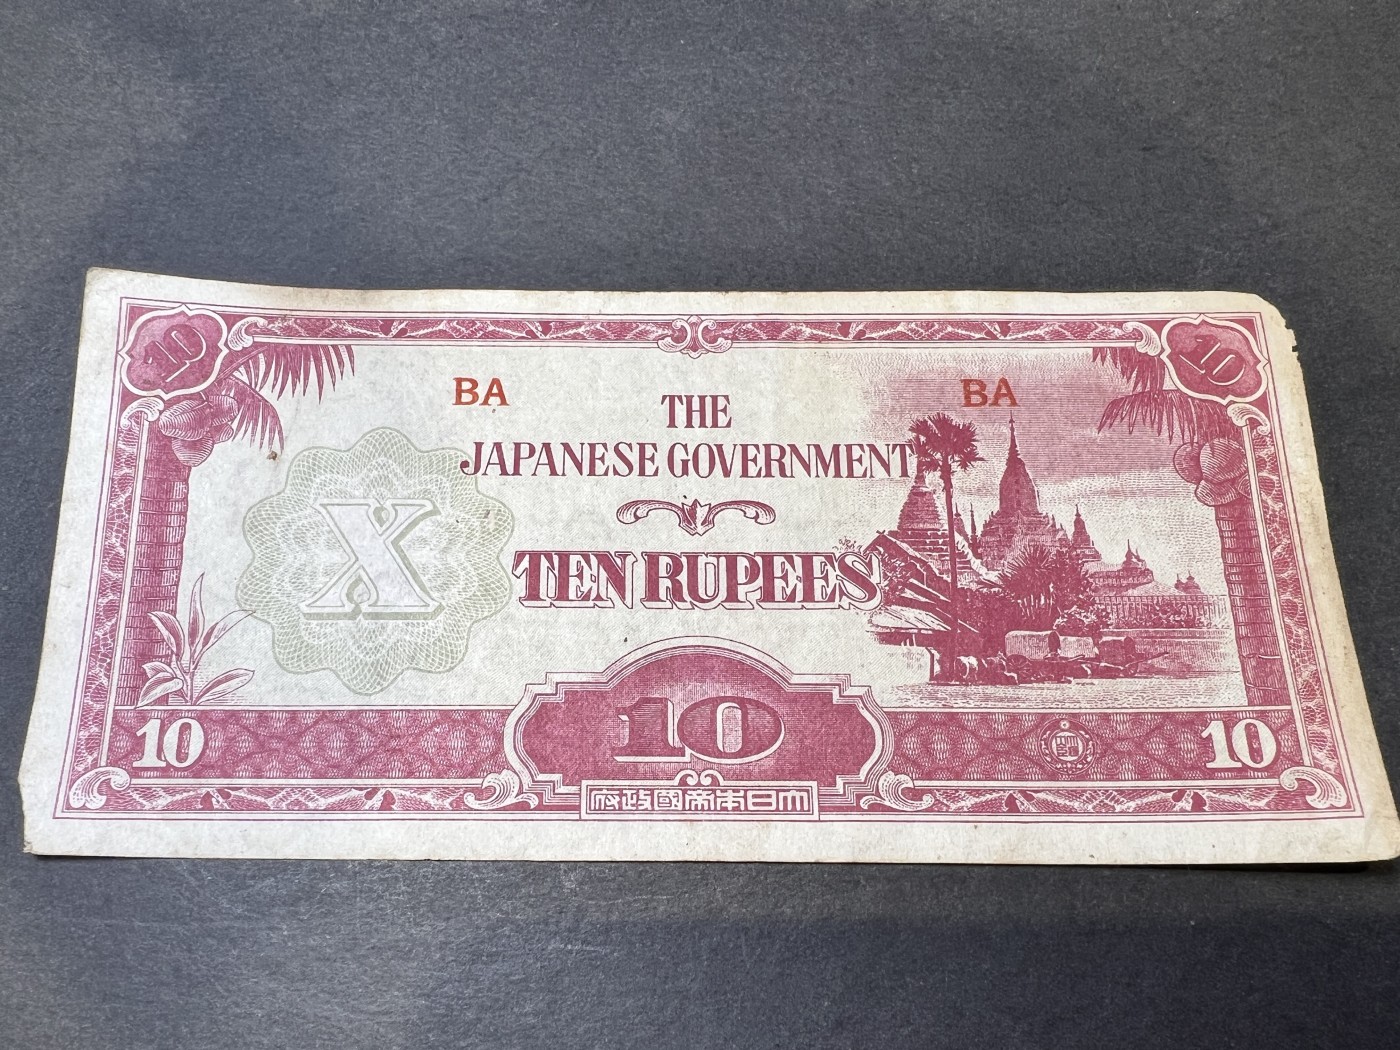 10
10
BA
BA
THE
JAPANESE GOVERNMENT
X
TEN RUPEES
10
10
10
府政國帝本日大